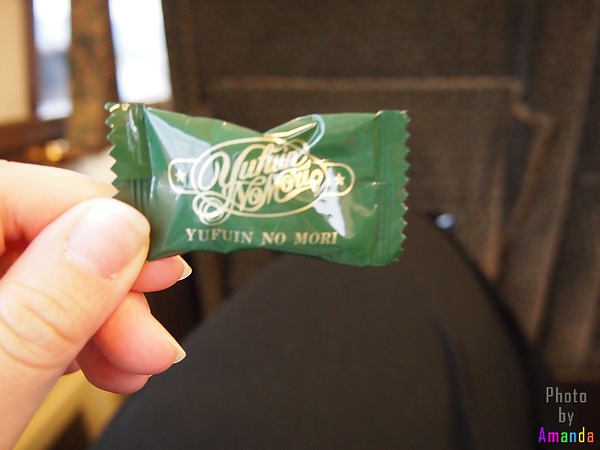 Yufuin
No Mori
YUFUIN NO MORI
Photo
by
Amanda